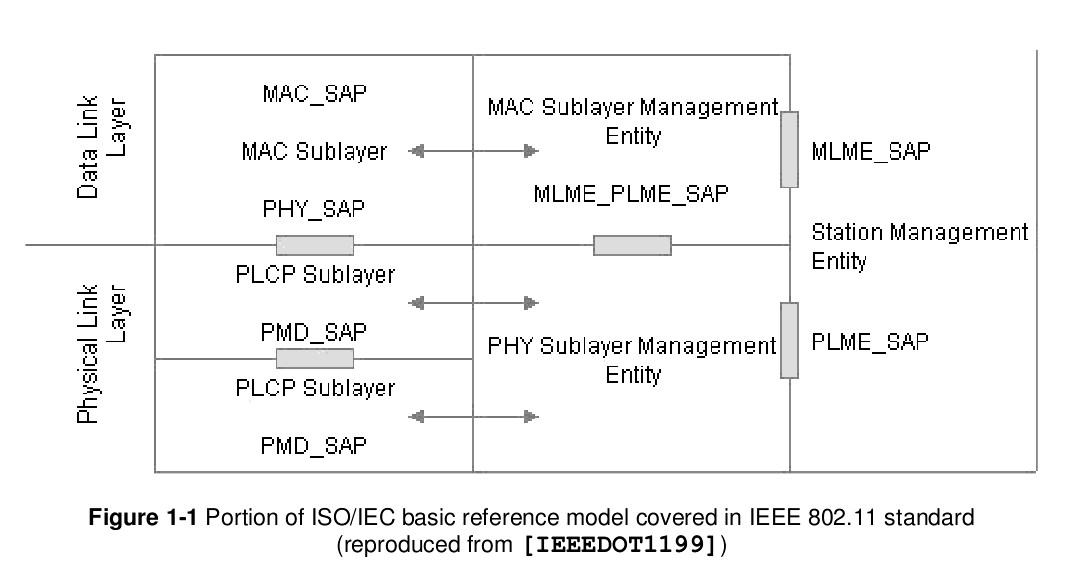 Data Link
Layer
MAC_SAP
MAC Sublayer
PHY_SAP
MAC Sublayer Management
Entity
MLME_PLME_SAP
MLME_SAP
Station Management
Entity
Physical Link
Layer
PLCP Sublayer
PMD_SAP
PLCP Sublayer
PMD_SAP
PHY Sublayer Management
Entity
PLME_SAP
Figure 1-1 Portion of ISO/IEC basic reference model covered in IEEE 802.11 standard
(reproduced from [IEEEDOT1199])